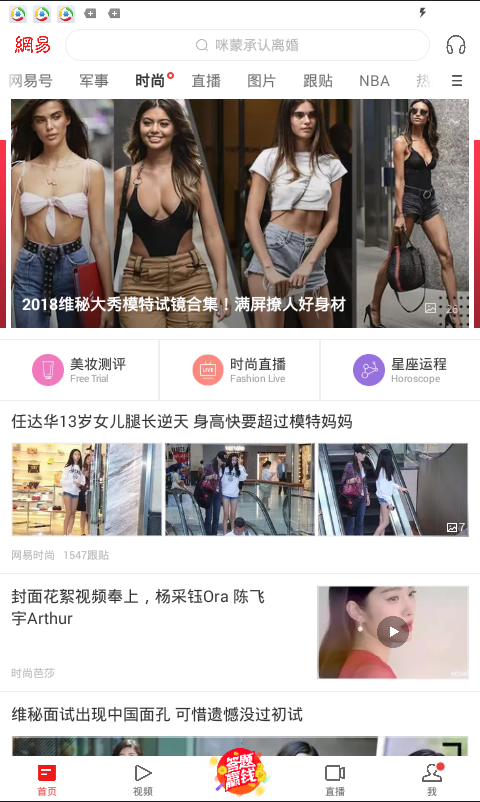 網易
咪蒙承认离婚
网易号 军事 时尚 直播 图片 跟贴 NBA 热
2018维秘大秀模特试镜合集！满屏撩人好身材
26
美妆测评
Free Trial
LIVE
时尚直播
Fashion Live
星座运程
Horoscope
任达华13岁女儿腿长逆天 身高快要超过模特妈妈
7
网易时尚 1547跟贴
封面花絮视频奉上，杨采钰Ora 陈飞
宇Arthur
时尚芭莎
维秘面试出现中国面孔 可惜遗憾没过初试
答题
赢钱
首页
视频
直播
我